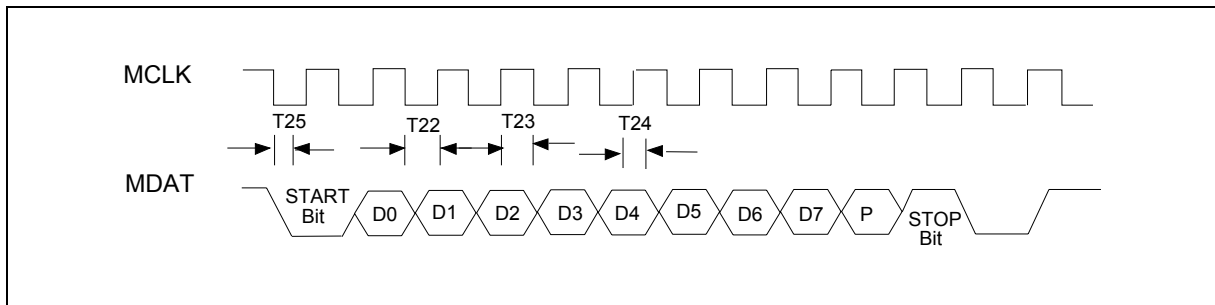 MCLK
T25
T22
T23
T24
MDAT
START
Bit
D0
D1
D2
D3
D4
D5
D6
D7
P
STOP
Bit